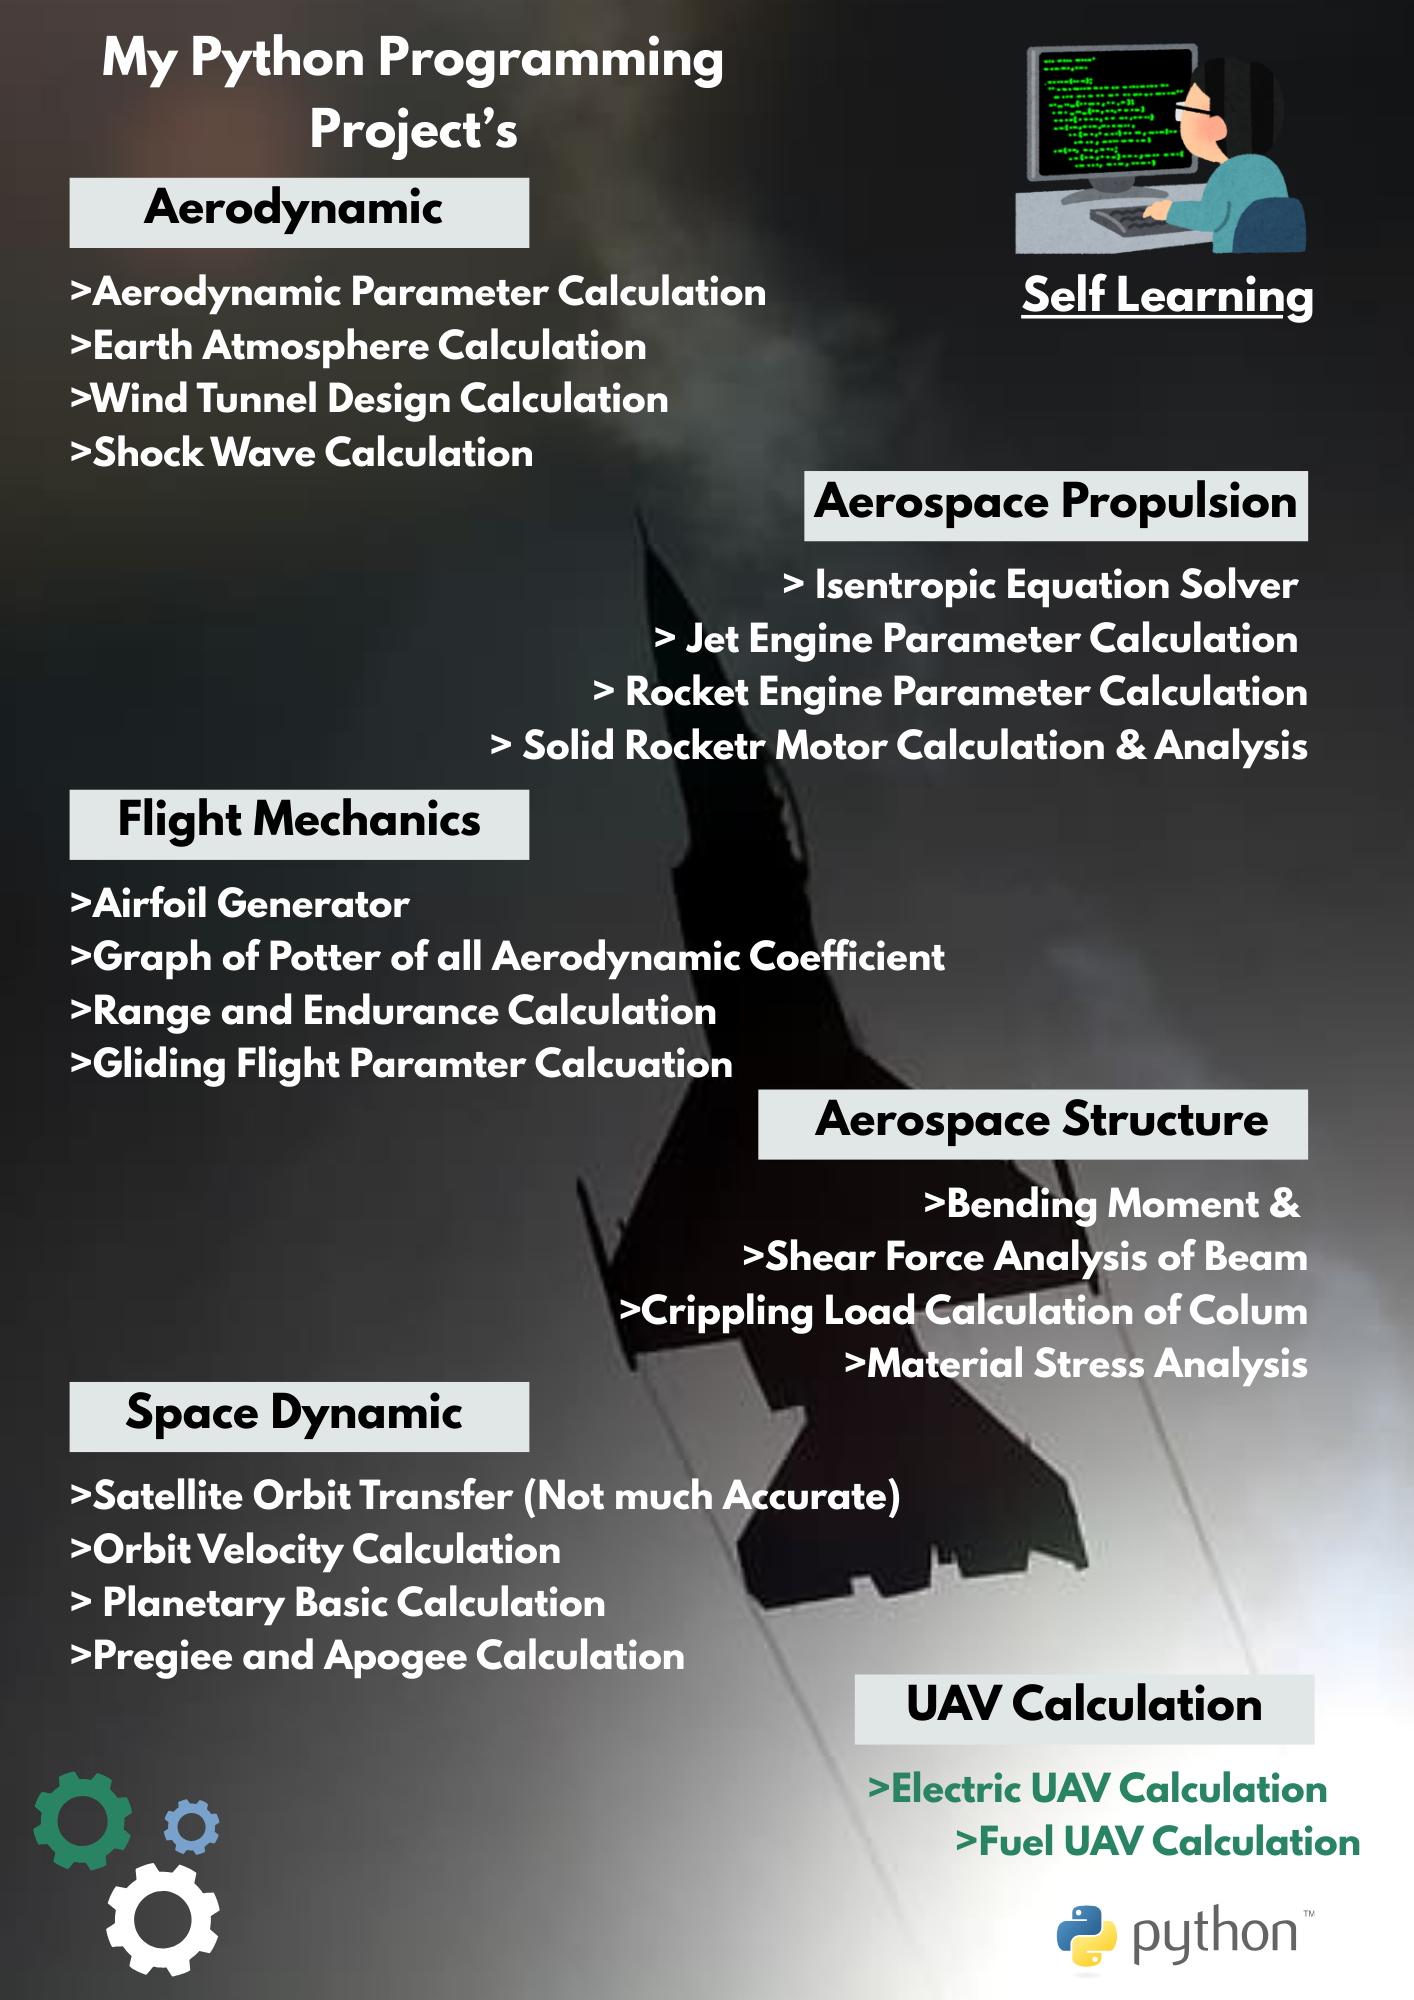 My Python Programming
Project’s
Aerodynamic
>Aerodynamic Parameter Calculation
>Earth Atmosphere Calculation
>Wind Tunnel Design Calculation
>Shock Wave Calculation
Self Learning
Aerospace Propulsion
> Isentropic Equation Solver
> Jet Engine Parameter Calculation
> Rocket Engine Parameter Calculation
> Solid Rocketr Motor Calculation & Analysis
Flight Mechanics
>Airfoil Generator
>Graph of Potter of all Aerodynamic Coefficient
>Range and Endurance Calculation
>Gliding Flight Paramter Calcuation
Aerospace Structure
>Bending Moment &
>Shear Force Analysis of Beam
>Crippling Load Calculation of Colum
>Material Stress Analysis
Space Dynamic
>Satellite Orbit Transfer (Not much Accurate)
>Orbit Velocity Calculation
> Planetary Basic Calculation
>Pregiee and Apogee Calculation
UAV Calculation
>Electric UAV Calculation
>Fuel UAV Calculation
python™